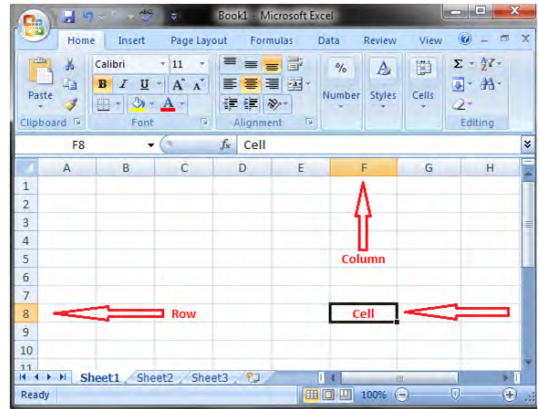 Book1 - Microsoft Excel
Home Insert Page Layout Formulas Data Review View
Calibri 11 % A Σ
B I U A A Number Styles Cells
Paste A
Clipboard Font Alignment Editing
F8 fx Cell
A B C D E F G H
1
2
3
4
5 Column
6
7
8 Row Cell
9
10
11
Sheet1 Sheet2 Sheet3
Ready 100%